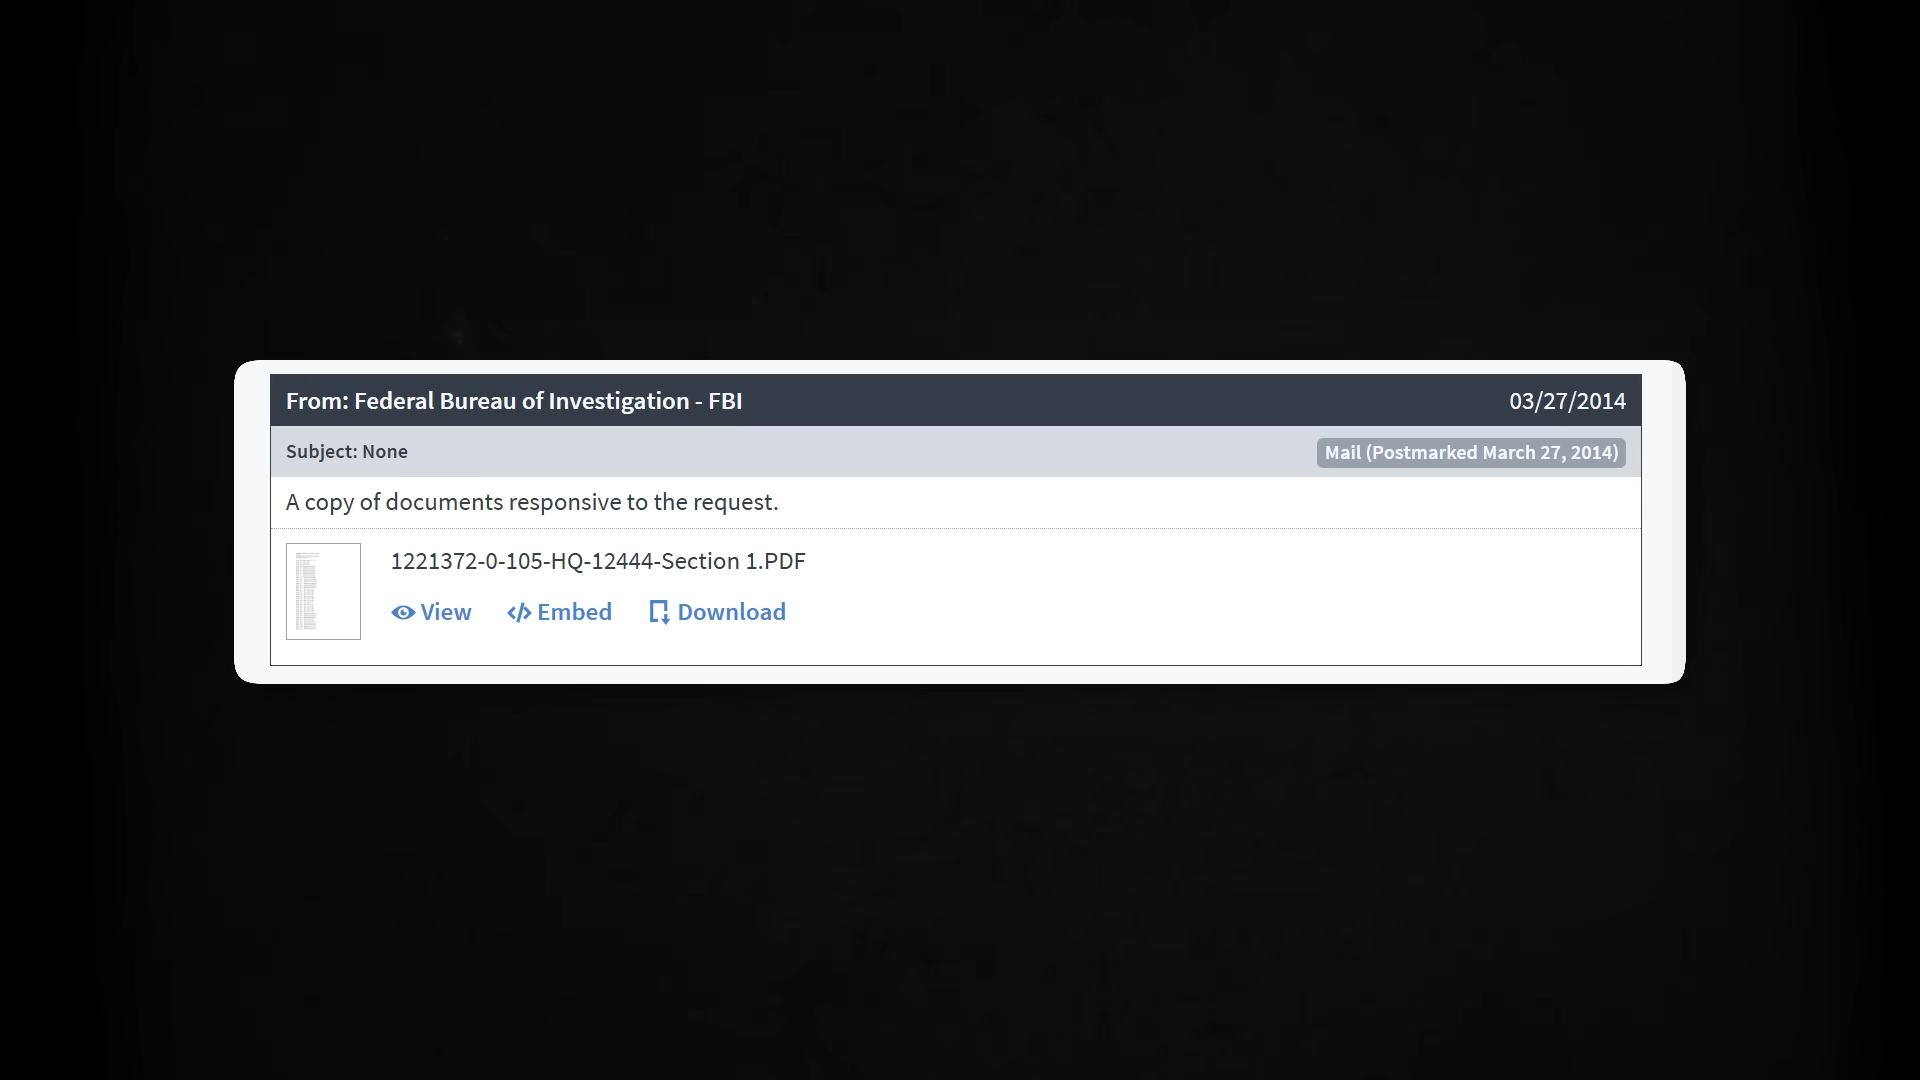 From: Federal Bureau of Investigation - FBI 03/27/2014
Subject: None Mail (Postmarked March 27, 2014)
A copy of documents responsive to the request.
1221372-0-105-HQ-12444-Section 1.PDF
View Embed Download